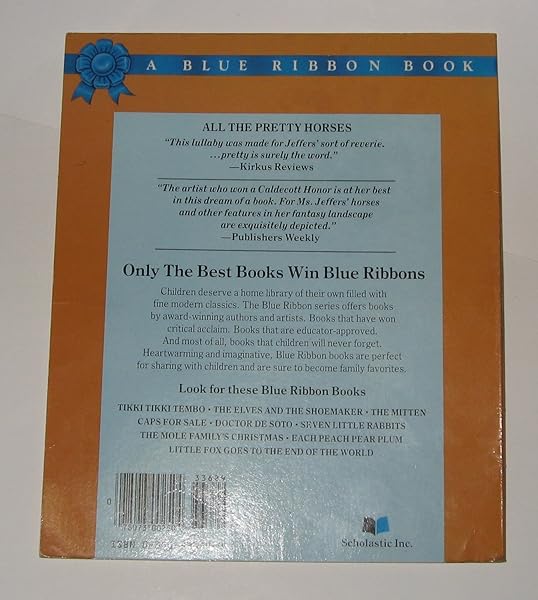 A BLUE RIBBON BOOK
ALL THE PRETTY HORSES
"This lullaby was made for Jeffers' sort of reverie.
...pretty is surely the word."
—Kirkus Reviews
"The artist who won a Caldecott Honor is at her best
in this dream of a book. For Ms. Jeffers' horses
and other features in her fantasy landscape
are exquisitely depicted."
—Publishers Weekly
Only The Best Books Win Blue Ribbons
Children deserve a home library of their own filled with
fine modern classics. The Blue Ribbon series offers books
by award-winning authors and artists. Books that have won
critical acclaim. Books that are educator-approved.
And most of all, books that children will never forget.
Heartwarming and imaginative, Blue Ribbon books are perfect
for sharing with children and are sure to become family favorites.
Look for these Blue Ribbon Books
TIKKI TIKKI TEMBO • THE ELVES AND THE SHOEMAKER • THE MITTEN
CAPS FOR SALE • DOCTOR DE SOTO • SEVEN LITTLE RABBITS
THE MOLE FAMILY'S CHRISTMAS • EACH PEACH PEAR PLUM
LITTLE FOX GOES TO THE END OF THE WORLD
0
ISBN
Scholastic Inc.